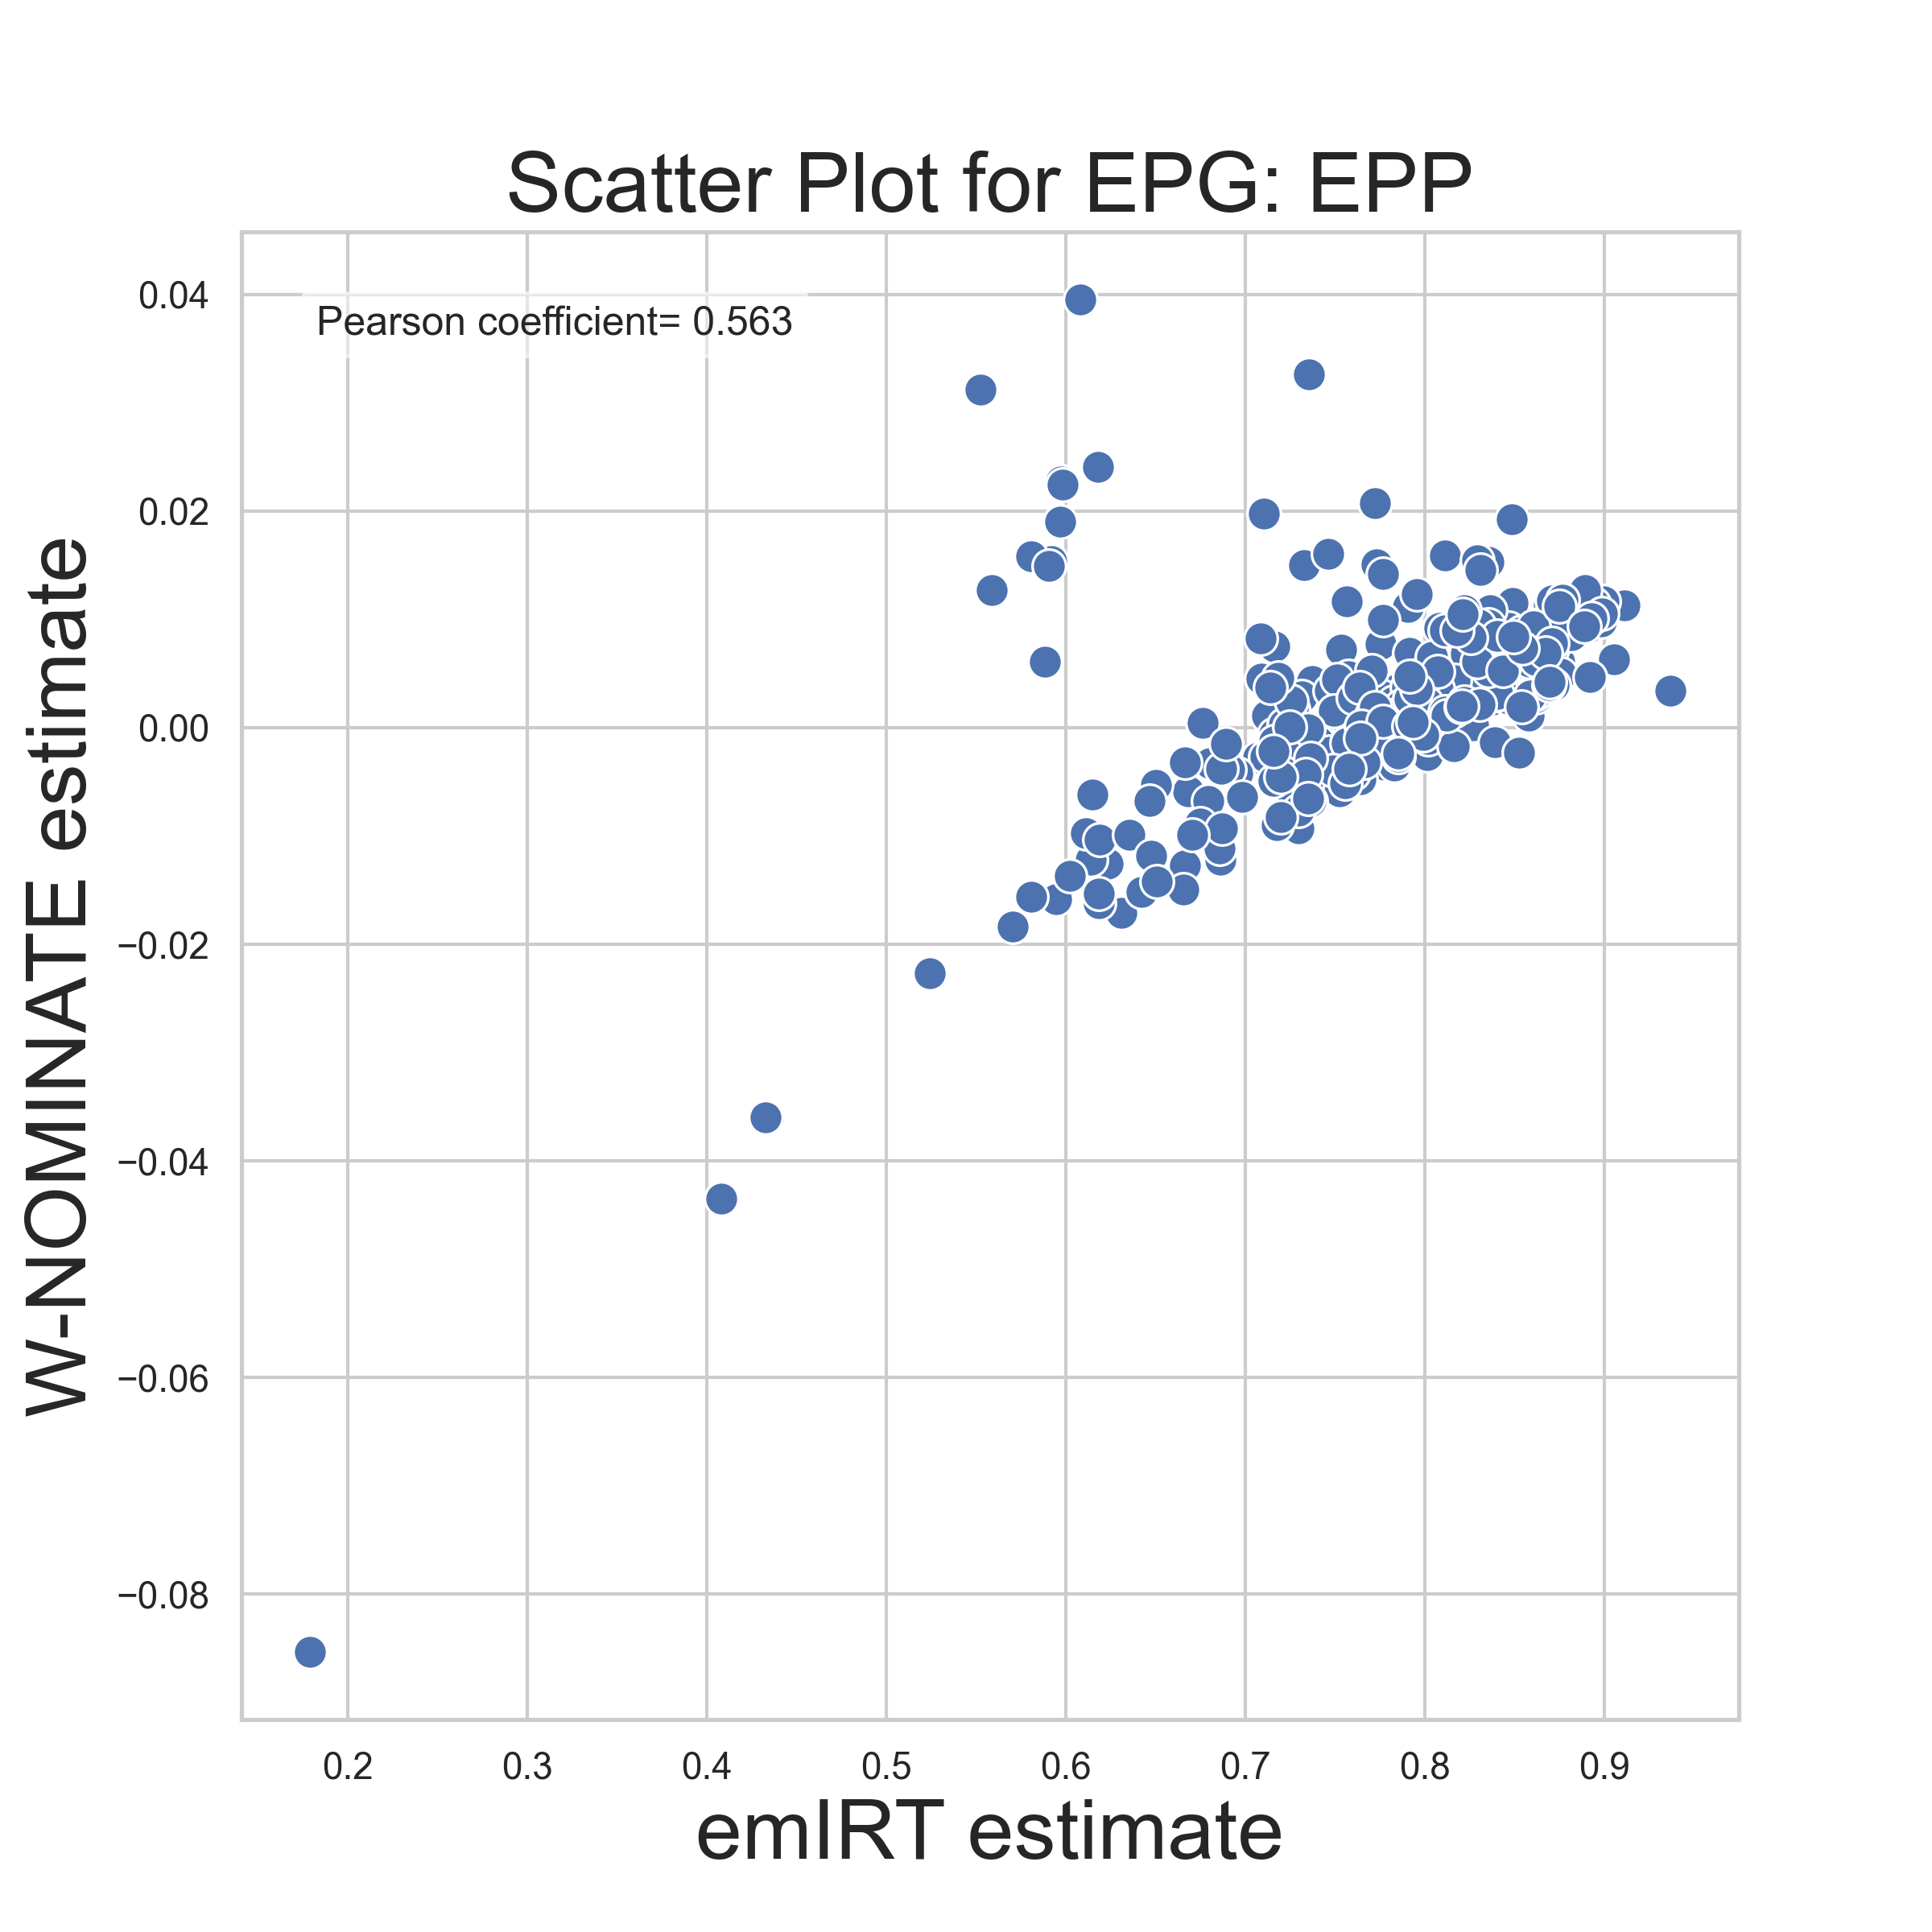 Scatter Plot for EPG: EPP
Pearson coefficient= 0.563
W-NOMINATE estimate
0.04
0.02
0.00
−0.02
−0.04
−0.06
−0.08
0.2 0.3 0.4 0.5 0.6 0.7 0.8 0.9
emIRT estimate